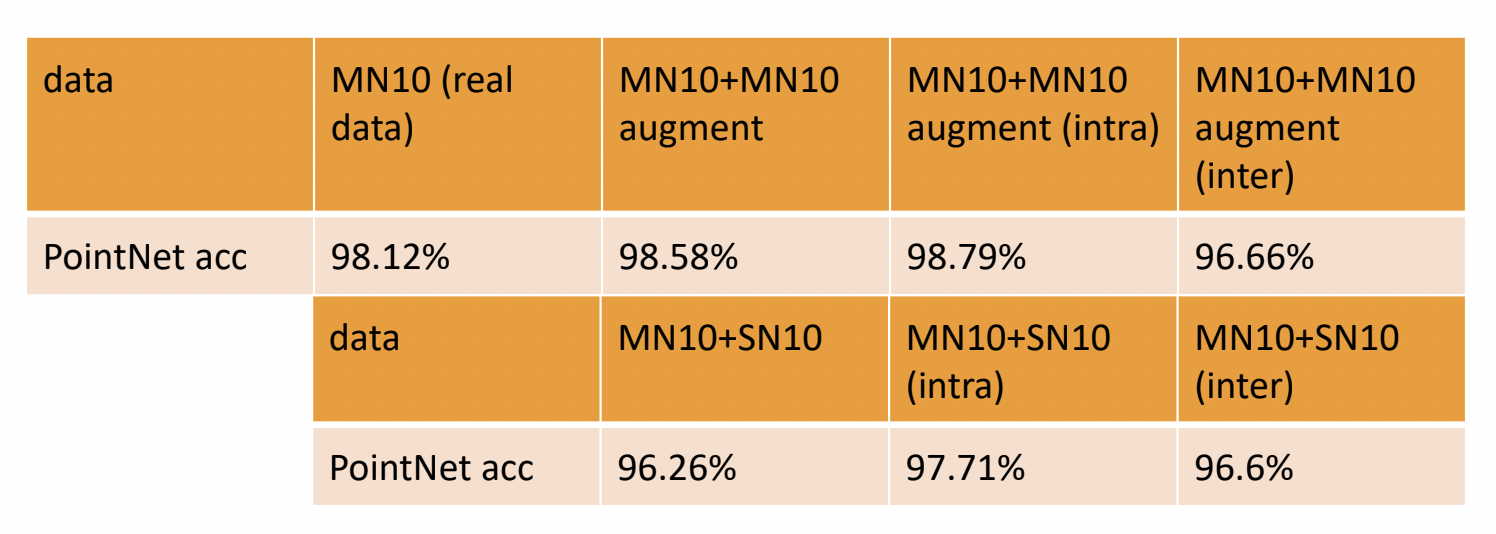 data
MN10 (real
data)
MN10+MN10
augment
MN10+MN10
augment (intra)
MN10+MN10
augment
(inter)
PointNet acc
98.12%
98.58%
98.79%
96.66%
data
MN10+SN10
MN10+SN10
(intra)
MN10+SN10
(inter)
PointNet acc
96.26%
97.71%
96.6%